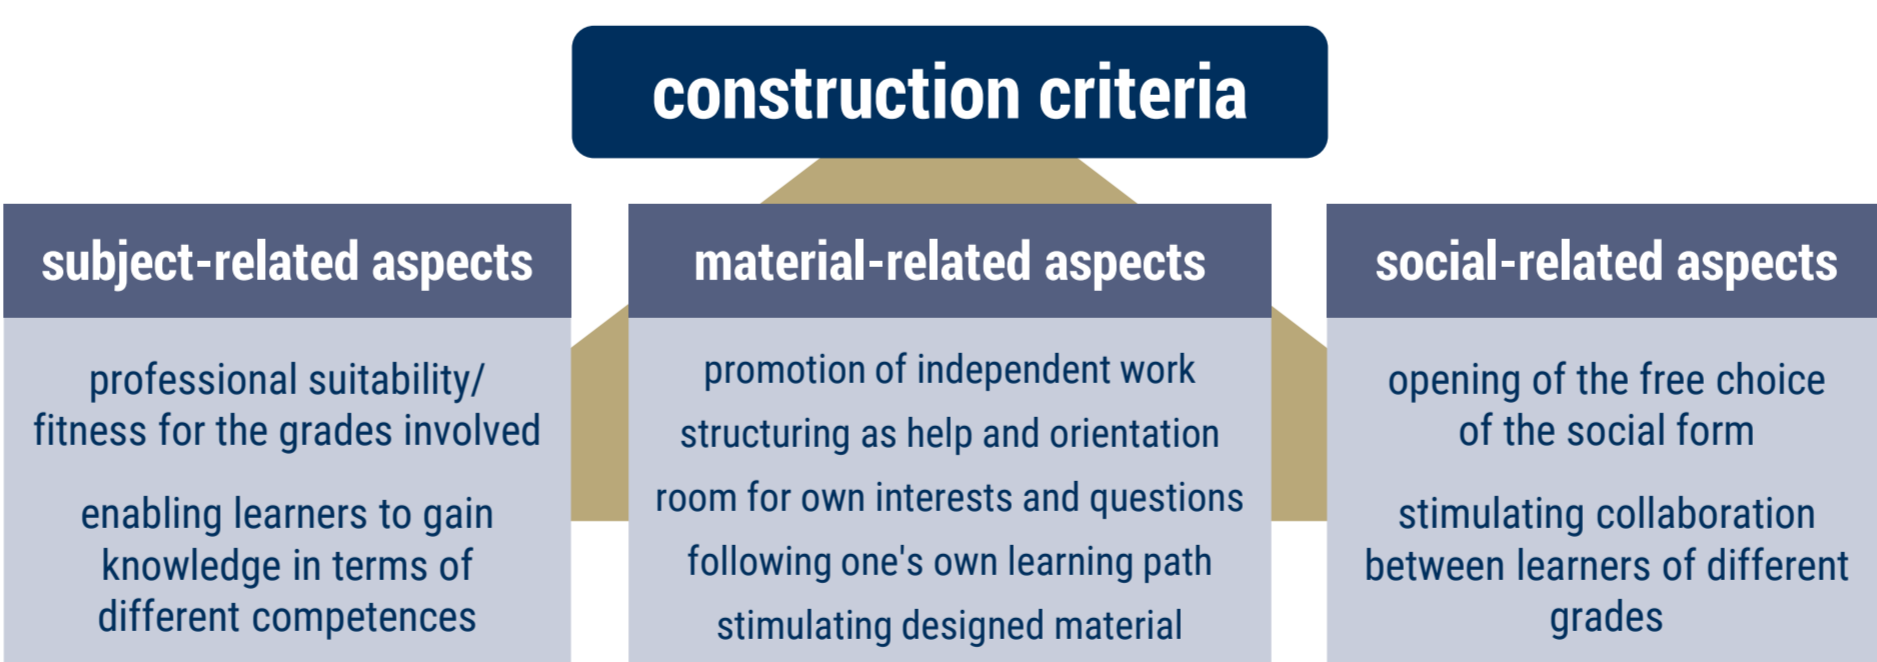 construction criteria
subject-related aspects
professional suitability/
fitness for the grades involved
enabling learners to gain
knowledge in terms of
different competences
material-related aspects
promotion of independent work
structuring as help and orientation
room for own interests and questions
following one's own learning path
stimulating designed material
social-related aspects
opening of the free choice
of the social form
stimulating collaboration
between learners of different
grades